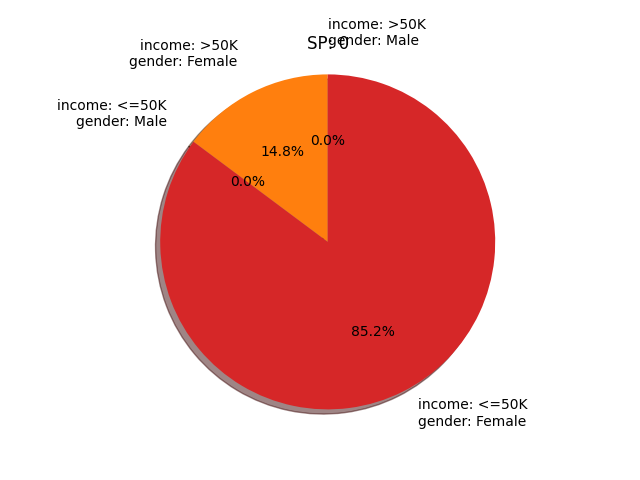 income: >50K
gender: Male
SP: 0
income: >50K
gender: Female
income: <=50K
gender: Male
0.0%
14.8%
0.0%
85.2%
income: <=50K
gender: Female